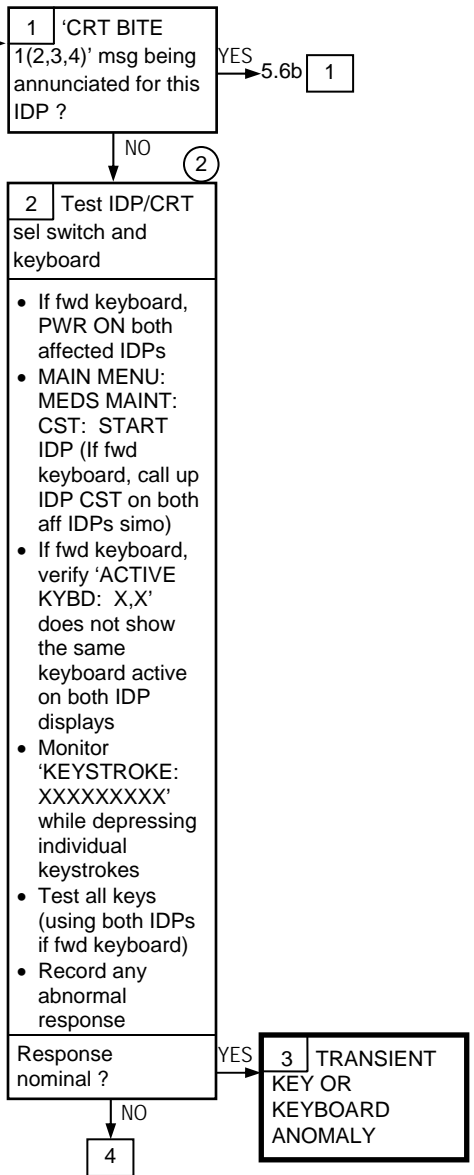 1 'CRT BITE
1(2,3,4)' msg being
annunciated for this
IDP ?
YES
5.6b 1
NO
2
2 Test IDP/CRT
sel switch and
keyboard
• If fwd keyboard,
PWR ON both
affected IDPs
• MAIN MENU:
MEDS MAINT:
CST: START
IDP (If fwd
keyboard, call up
IDP CST on both
aff IDPs simo)
• If fwd keyboard,
verify 'ACTIVE
KYBD: X,X'
does not show
the same
keyboard active
on both IDP
displays
• Monitor
'KEYSTROKE:
XXXXXXXXX'
while depressing
individual
keystrokes
• Test all keys
(using both IDPs
if fwd keyboard)
• Record any
abnormal
response
Response
nominal ?
YES
3 TRANSIENT
KEY OR
KEYBOARD
ANOMALY
NO
4